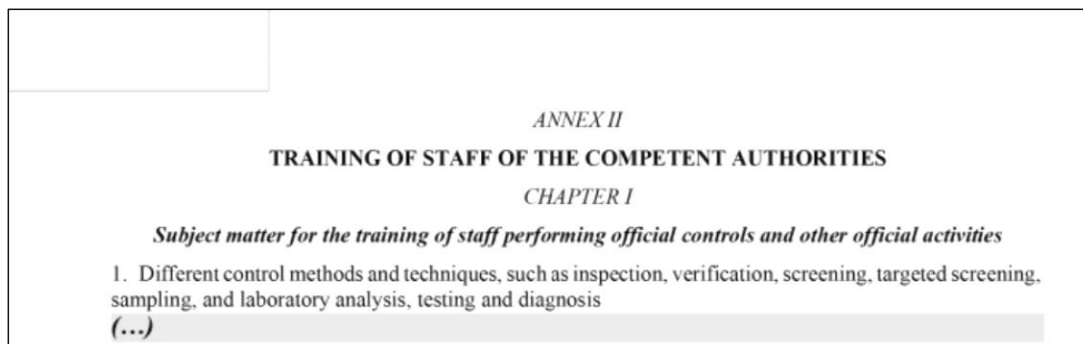 ANNEX II
TRAINING OF STAFF OF THE COMPETENT AUTHORITIES
CHAPTER I
Subject matter for the training of staff performing official controls and other official activities
1. Different control methods and techniques, such as inspection, verification, screening, targeted screening,
sampling, and laboratory analysis, testing and diagnosis
(...)